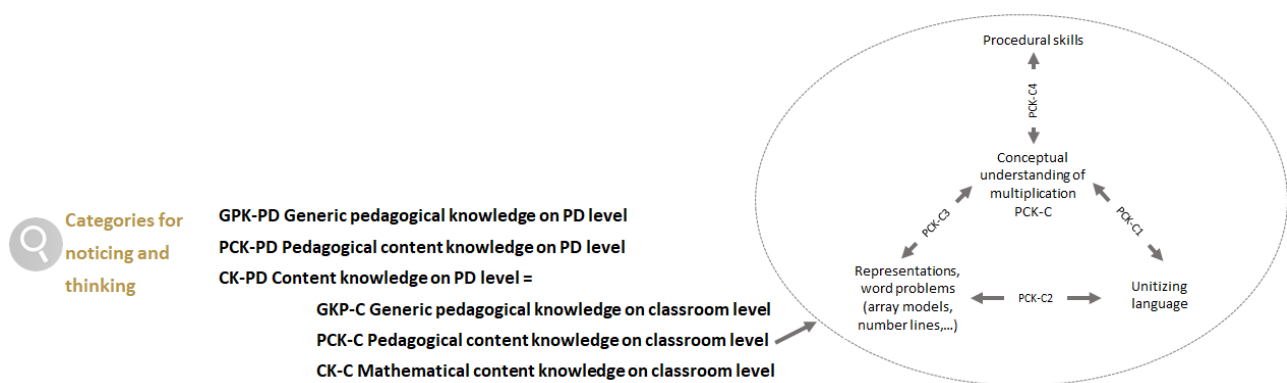 Categories for
noticing and
thinking
GPK-PD Generic pedagogical knowledge on PD level
PCK-PD Pedagogical content knowledge on PD level
CK-PD Content knowledge on PD level =
GKP-C Generic pedagogical knowledge on classroom level
PCK-C Pedagogical content knowledge on classroom level
CK-C Mathematical content knowledge on classroom level
Procedural skills
PCK-C4
Conceptual
understanding of
multiplication
PCK-C
PCK-C3
PCK-C1
Representations,
word problems
(array models,
number lines,...)
PCK-C2
Unitizing
language